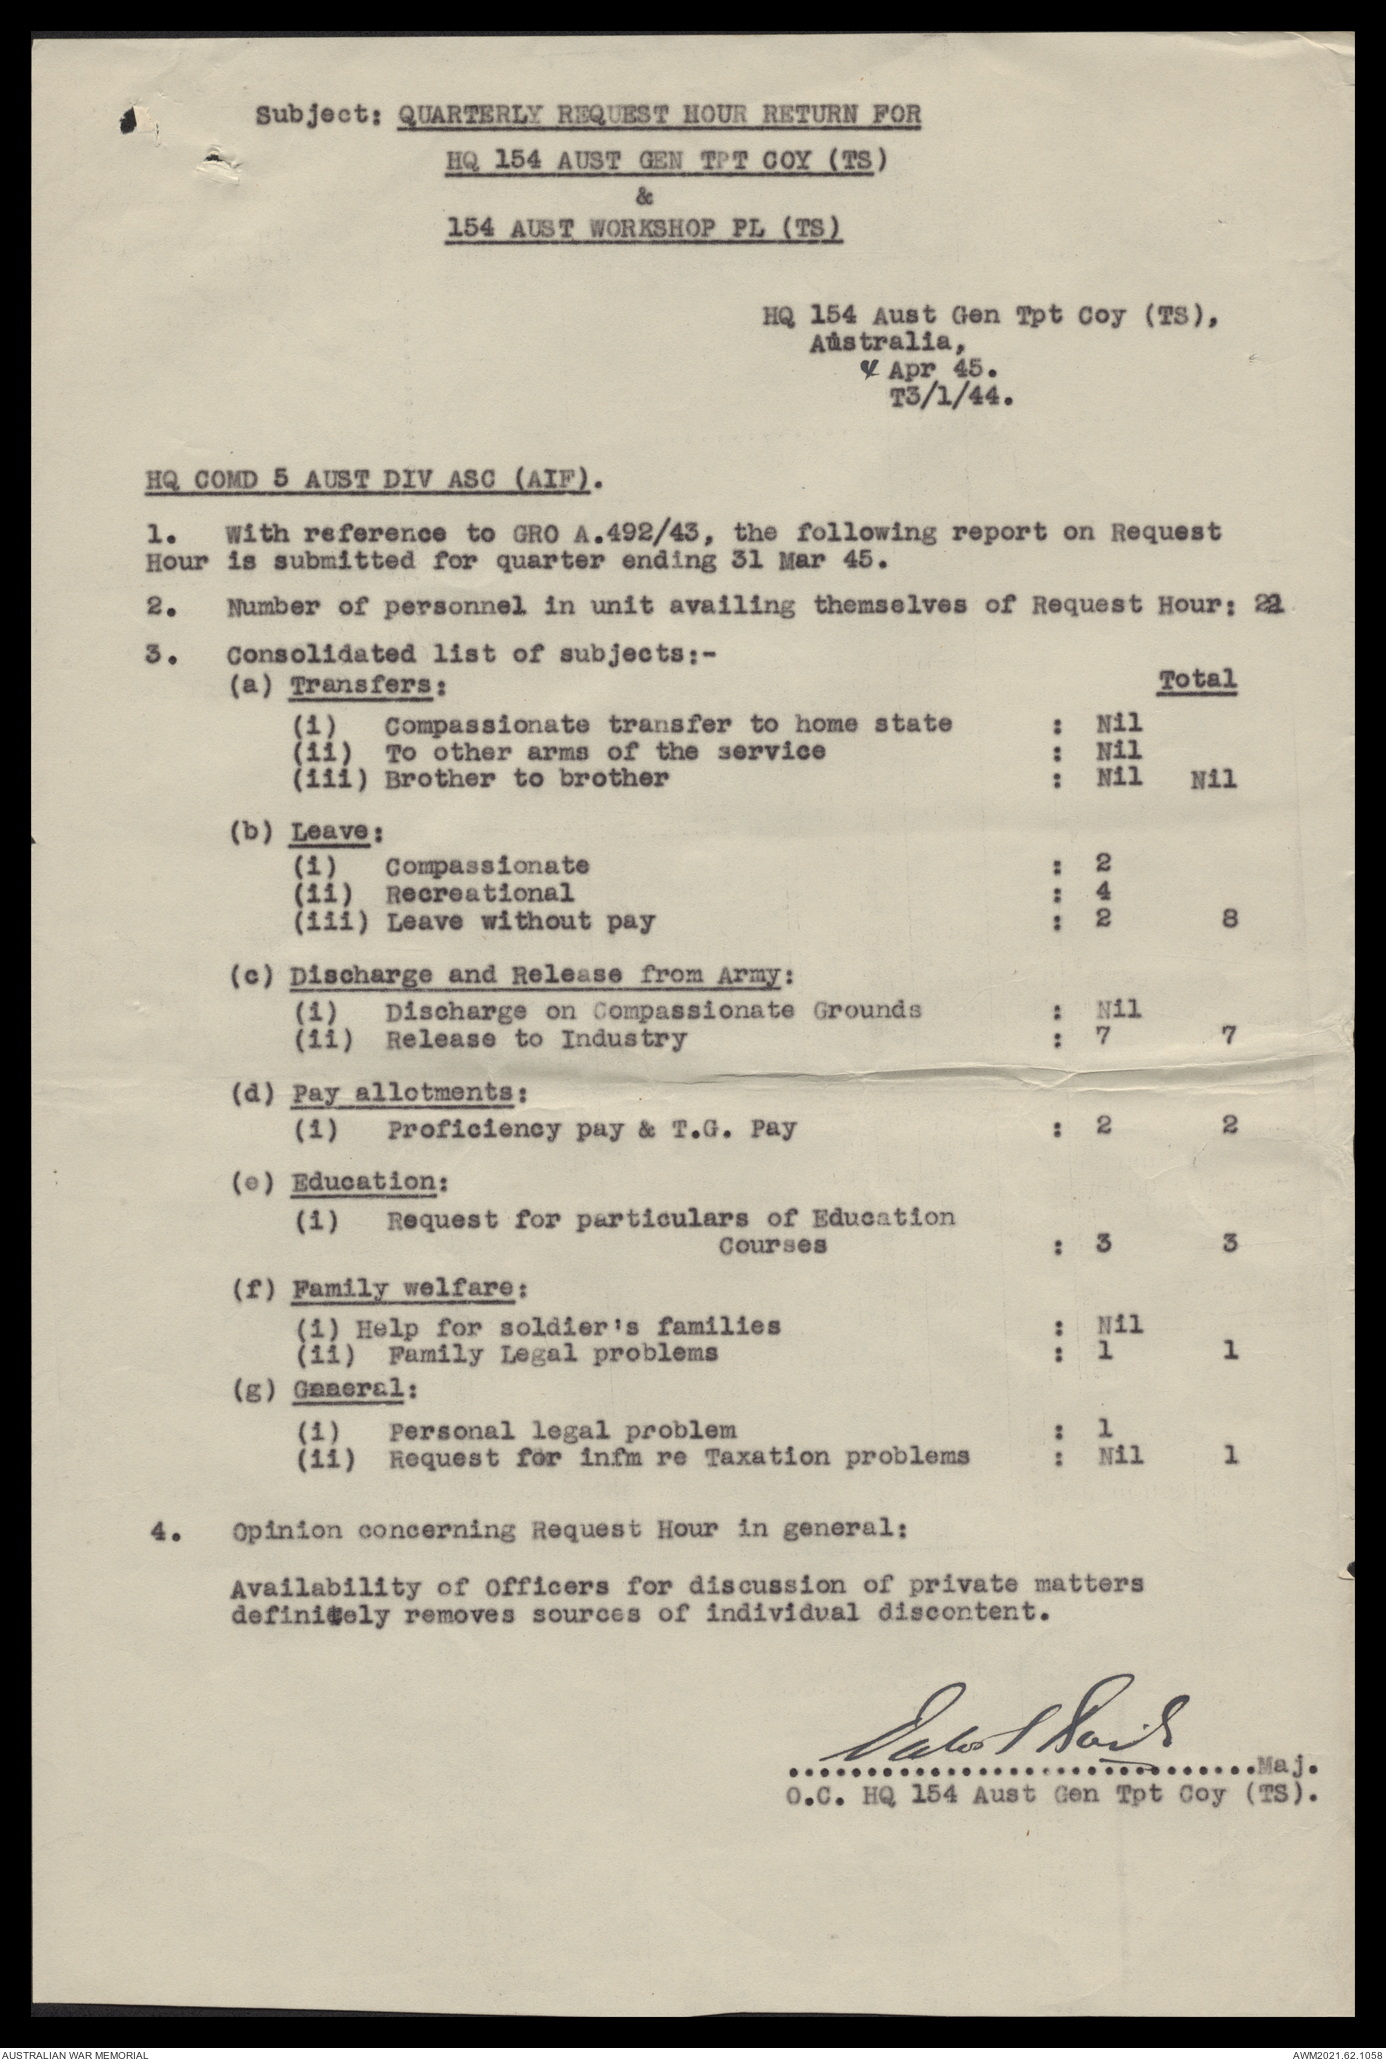 Subject: QUARTERLY REQUEST HOUR RETURN FOR
HQ 154 AUST GEN TPT COY (TS)
&
154 AUST WORKSHOP PL (TS)
HQ 154 Aust Gen Tpt Coy (TS),
Australia,
4 Apr 45.
T3/1/44.
HQ COMD 5 AUST DIV ASC (AIF).
1. With reference to GRO A.492/43, the following report on Request
Hour is submitted for quarter ending 31 Mar 45.
2. Number of personnel in unit availing themselves of Request Hour:
3. Consolidated list of subjects:-
(a) Transfers: Total
(i) Compassionate transfer to home state : Nil
(ii) To other arms of the service : Nil
(iii) Brother to brother : Nil Nil
(b) Leave:
(i) Compassionate : 2
(ii) Recreational : 4
(iii) Leave without pay : 2 8
(c) Discharge and Release from Army:
(i) Discharge on Compassionate Grounds : Nil
(ii) Release to Industry : 7 7
(d) Pay allotments:
(i) Proficiency pay & T.G. Pay : 2 2
(e) Education:
(i) Request for particulars of Education
Courses : 3 3
(f) Family welfare:
(i) Help for soldier's families : Nil
(ii) Family Legal problems : 1 1
(g) General:
(i) Personal legal problem : 1
(ii) Request for infm re Taxation problems : Nil 1
4. Opinion concerning Request Hour in general:
Availability of Officers for discussion of private matters
definitely removes sources of individual discontent.
..............................Maj.
O.C. HQ 154 Aust Gen Tpt Coy (TS).
AUSTRALIAN WAR MEMORIAL AWM2021.62.1058